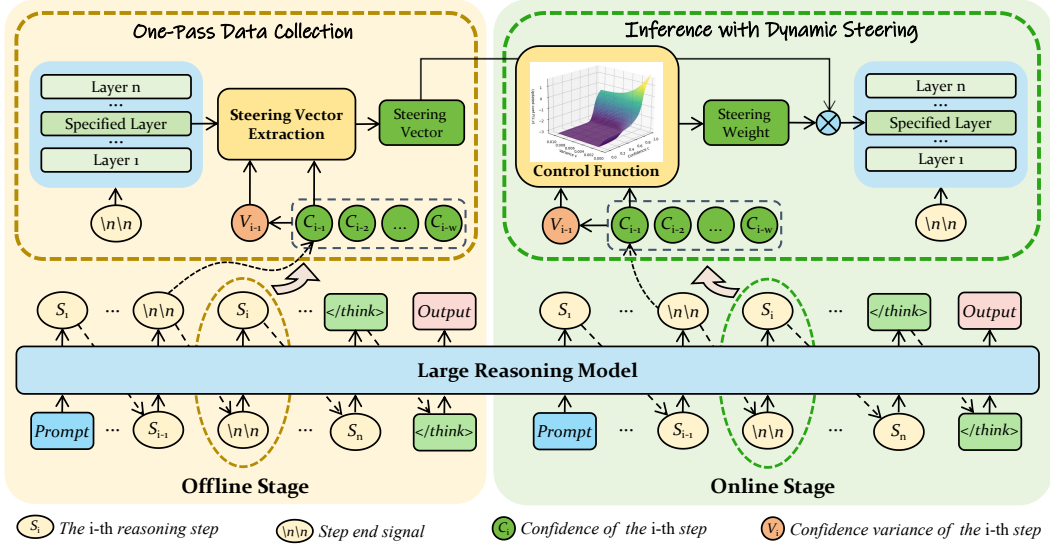 One-Pass Data Collection
Layer n
...
Specified Layer
...
Layer 1
\n\n
Steering Vector
Extraction
Steering
Vector
V_{i-1}
C_{i-1}
C_{i-2}
...
C_{i-w}
S_1
...
\n\n
S_i
...
</think>
Output
Inference with Dynamic Steering
Control Function
Variance v
Confidence c
Steering
Weight
Layer n
...
Specified Layer
...
Layer 1
\n\n
V_{i-1}
C_{i-1}
C_{i-2}
...
C_{i-w}
S_1
...
\n\n
S_i
...
</think>
Output
Large Reasoning Model
Prompt
...
S_{i-1}
\n\n
...
S_n
</think>
Prompt
...
S_{i-1}
\n\n
...
S_n
</think>
Offline Stage
Online Stage
S_i The i-th reasoning step
\n\n Step end signal
C_i Confidence of the i-th step
V_i Confidence variance of the i-th step